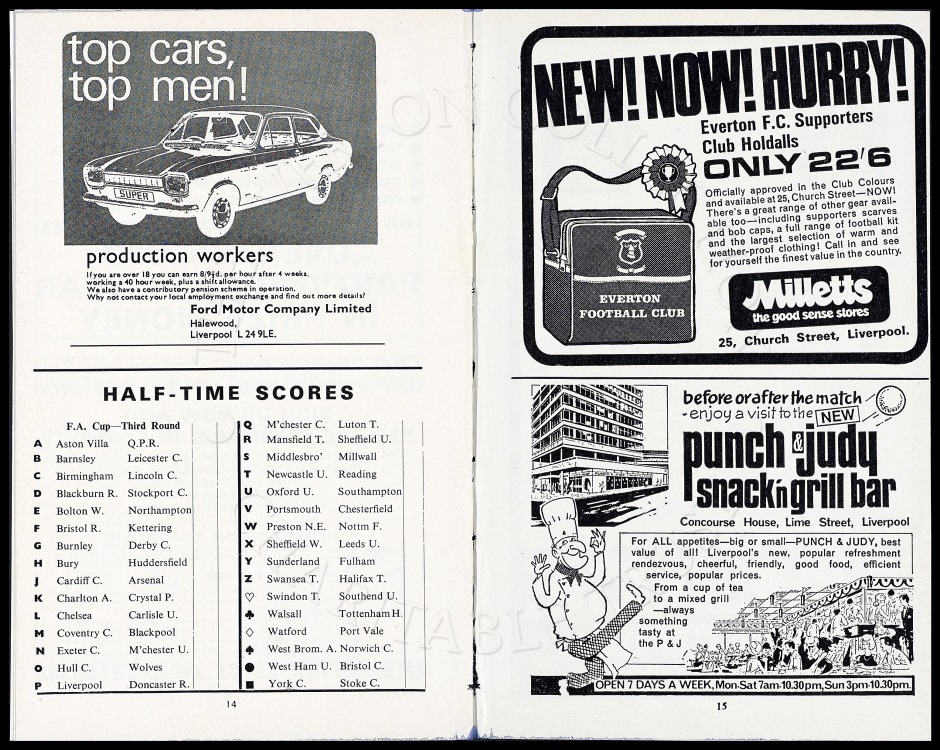 top cars,
top men!
SUPER
production workers
If you are over 18 you can earn 8/9½d. per hour after 4 weeks,
working a 40 hour week, plus a shift allowance.
We also have a contributory pension scheme in operation.
Why not contact your local employment exchange and find out more details!
Ford Motor Company Limited
Halewood,
Liverpool L 24 9LE.
HALF-TIME SCORES
F.A. Cup—Third Round
A Aston Villa Q.P.R.
B Barnsley Leicester C.
C Birmingham Lincoln C.
D Blackburn R. Stockport C.
E Bolton W. Northampton
F Bristol R. Kettering
G Burnley Derby C.
H Bury Huddersfield
J Cardiff C. Arsenal
K Charlton A. Crystal P.
L Chelsea Carlisle U.
M Coventry C. Blackpool
N Exeter C. M'chester U.
O Hull C. Wolves
P Liverpool Doncaster R.
Q M'chester C. Luton T.
R Mansfield T. Sheffield U.
S Middlesbro' Millwall
T Newcastle U. Reading
U Oxford U. Southampton
V Portsmouth Chesterfield
W Preston N.E. Nottm F.
X Sheffield W. Leeds U.
Y Sunderland Fulham
Z Swansea T. Halifax T.
♡ Swindon T. Southend U.
♣ Walsall Tottenham H.
♢ Watford Port Vale
♠ West Brom. A. Norwich C.
● West Ham U. Bristol C.
■ York C. Stoke C.
14
NEW! NOW! HURRY!
Everton F.C. Supporters
Club Holdalls
ONLY 22'6
Officially approved in the Club Colours
and available at 25, Church Street—NOW!
There's a great range of other gear avail-
able too—including supporters scarves
and bob caps, a full range of football kit
and the largest selection of warm and
weather-proof clothing! Call in and see
for yourself the finest value in the country.
EVERTON
FOOTBALL CLUB
Milletts
the good sense stores
25, Church Street, Liverpool.
before or after the match
- enjoy a visit to the NEW
punch & judy
snack'n grill bar
Concourse House, Lime Street, Liverpool
For ALL appetites—big or small—PUNCH & JUDY, best
value of all! Liverpool's new, popular refreshment
rendezvous, cheerful, friendly, good food, efficient
service, popular prices.
From a cup of tea
to a mixed grill
—always
something
tasty at
the P & J
OPEN 7 DAYS A WEEK, Mon-Sat 7am-10.30pm, Sun 3pm-10.30pm.
15